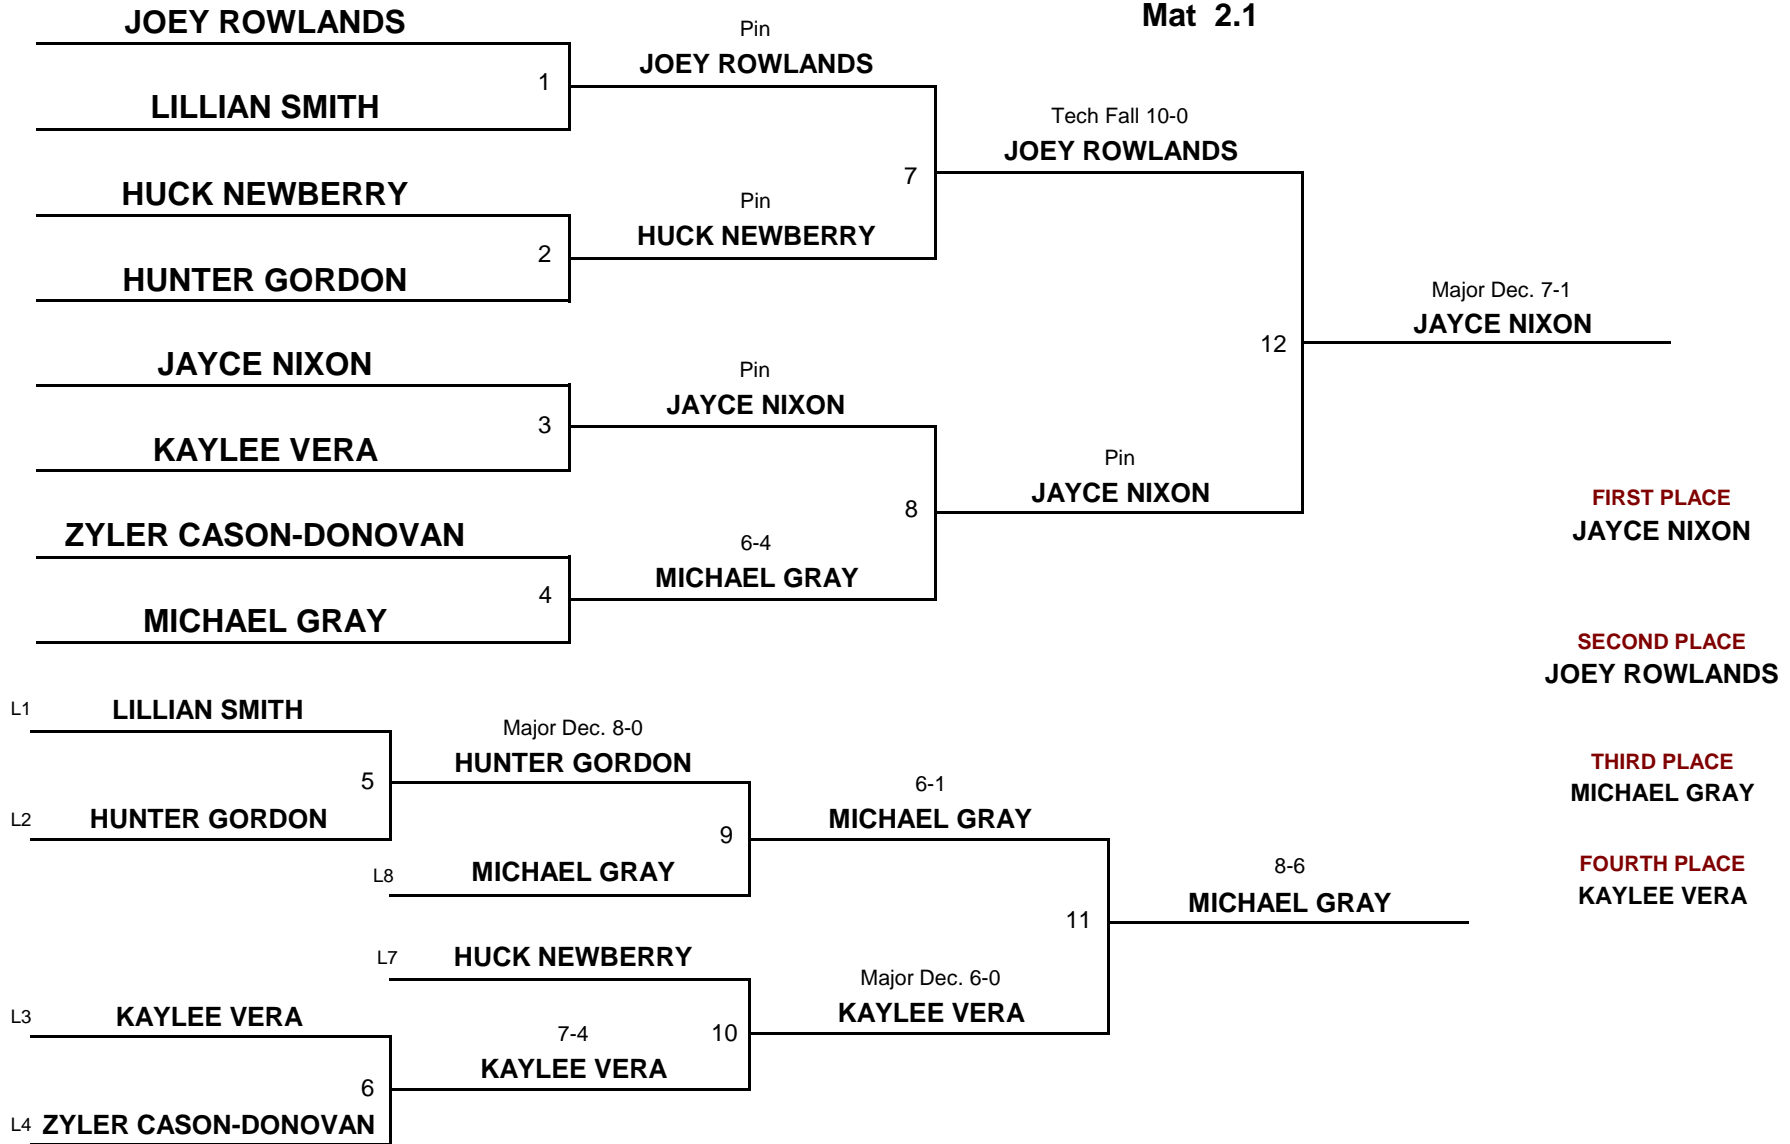 Mat 2.1
JOEY ROWLANDS
1
LILLIAN SMITH
HUCK NEWBERRY
2
HUNTER GORDON
JAYCE NIXON
3
KAYLEE VERA
ZYLER CASON-DONOVAN
4
MICHAEL GRAY
Pin
JOEY ROWLANDS
7
Pin
HUCK NEWBERRY
Pin
JAYCE NIXON
8
6-4
MICHAEL GRAY
Tech Fall 10-0
JOEY ROWLANDS
12
Pin
JAYCE NIXON
Major Dec. 7-1
JAYCE NIXON
FIRST PLACE
JAYCE NIXON
SECOND PLACE
JOEY ROWLANDS
THIRD PLACE
MICHAEL GRAY
FOURTH PLACE
KAYLEE VERA
L1 LILLIAN SMITH
5
L2 HUNTER GORDON
L3 KAYLEE VERA
6
L4 ZYLER CASON-DONOVAN
Major Dec. 8-0
HUNTER GORDON
9
L8 MICHAEL GRAY
L7 HUCK NEWBERRY
10
7-4
KAYLEE VERA
6-1
MICHAEL GRAY
11
Major Dec. 6-0
KAYLEE VERA
8-6
MICHAEL GRAY